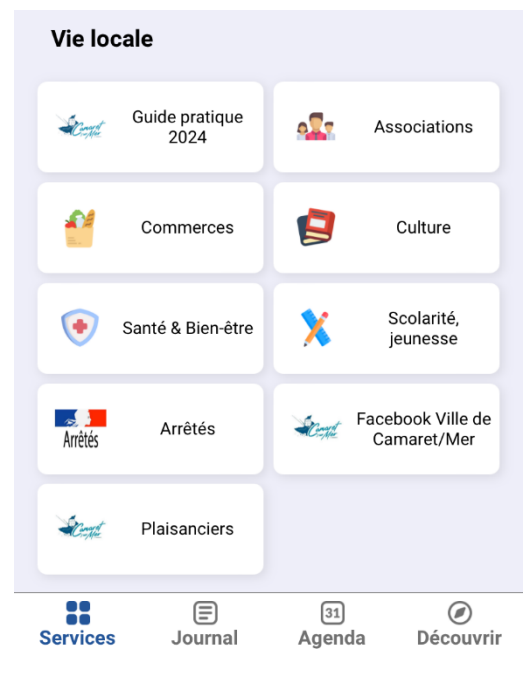 Vie locale
Guide pratique
2024
Associations
Commerces
Culture
Santé & Bien-être
Scolarité,
jeunesse
Arrêtés
Arrêtés
Facebook Ville de
Camaret/Mer
Plaisanciers
31
Services
Journal
Agenda
Découvrir